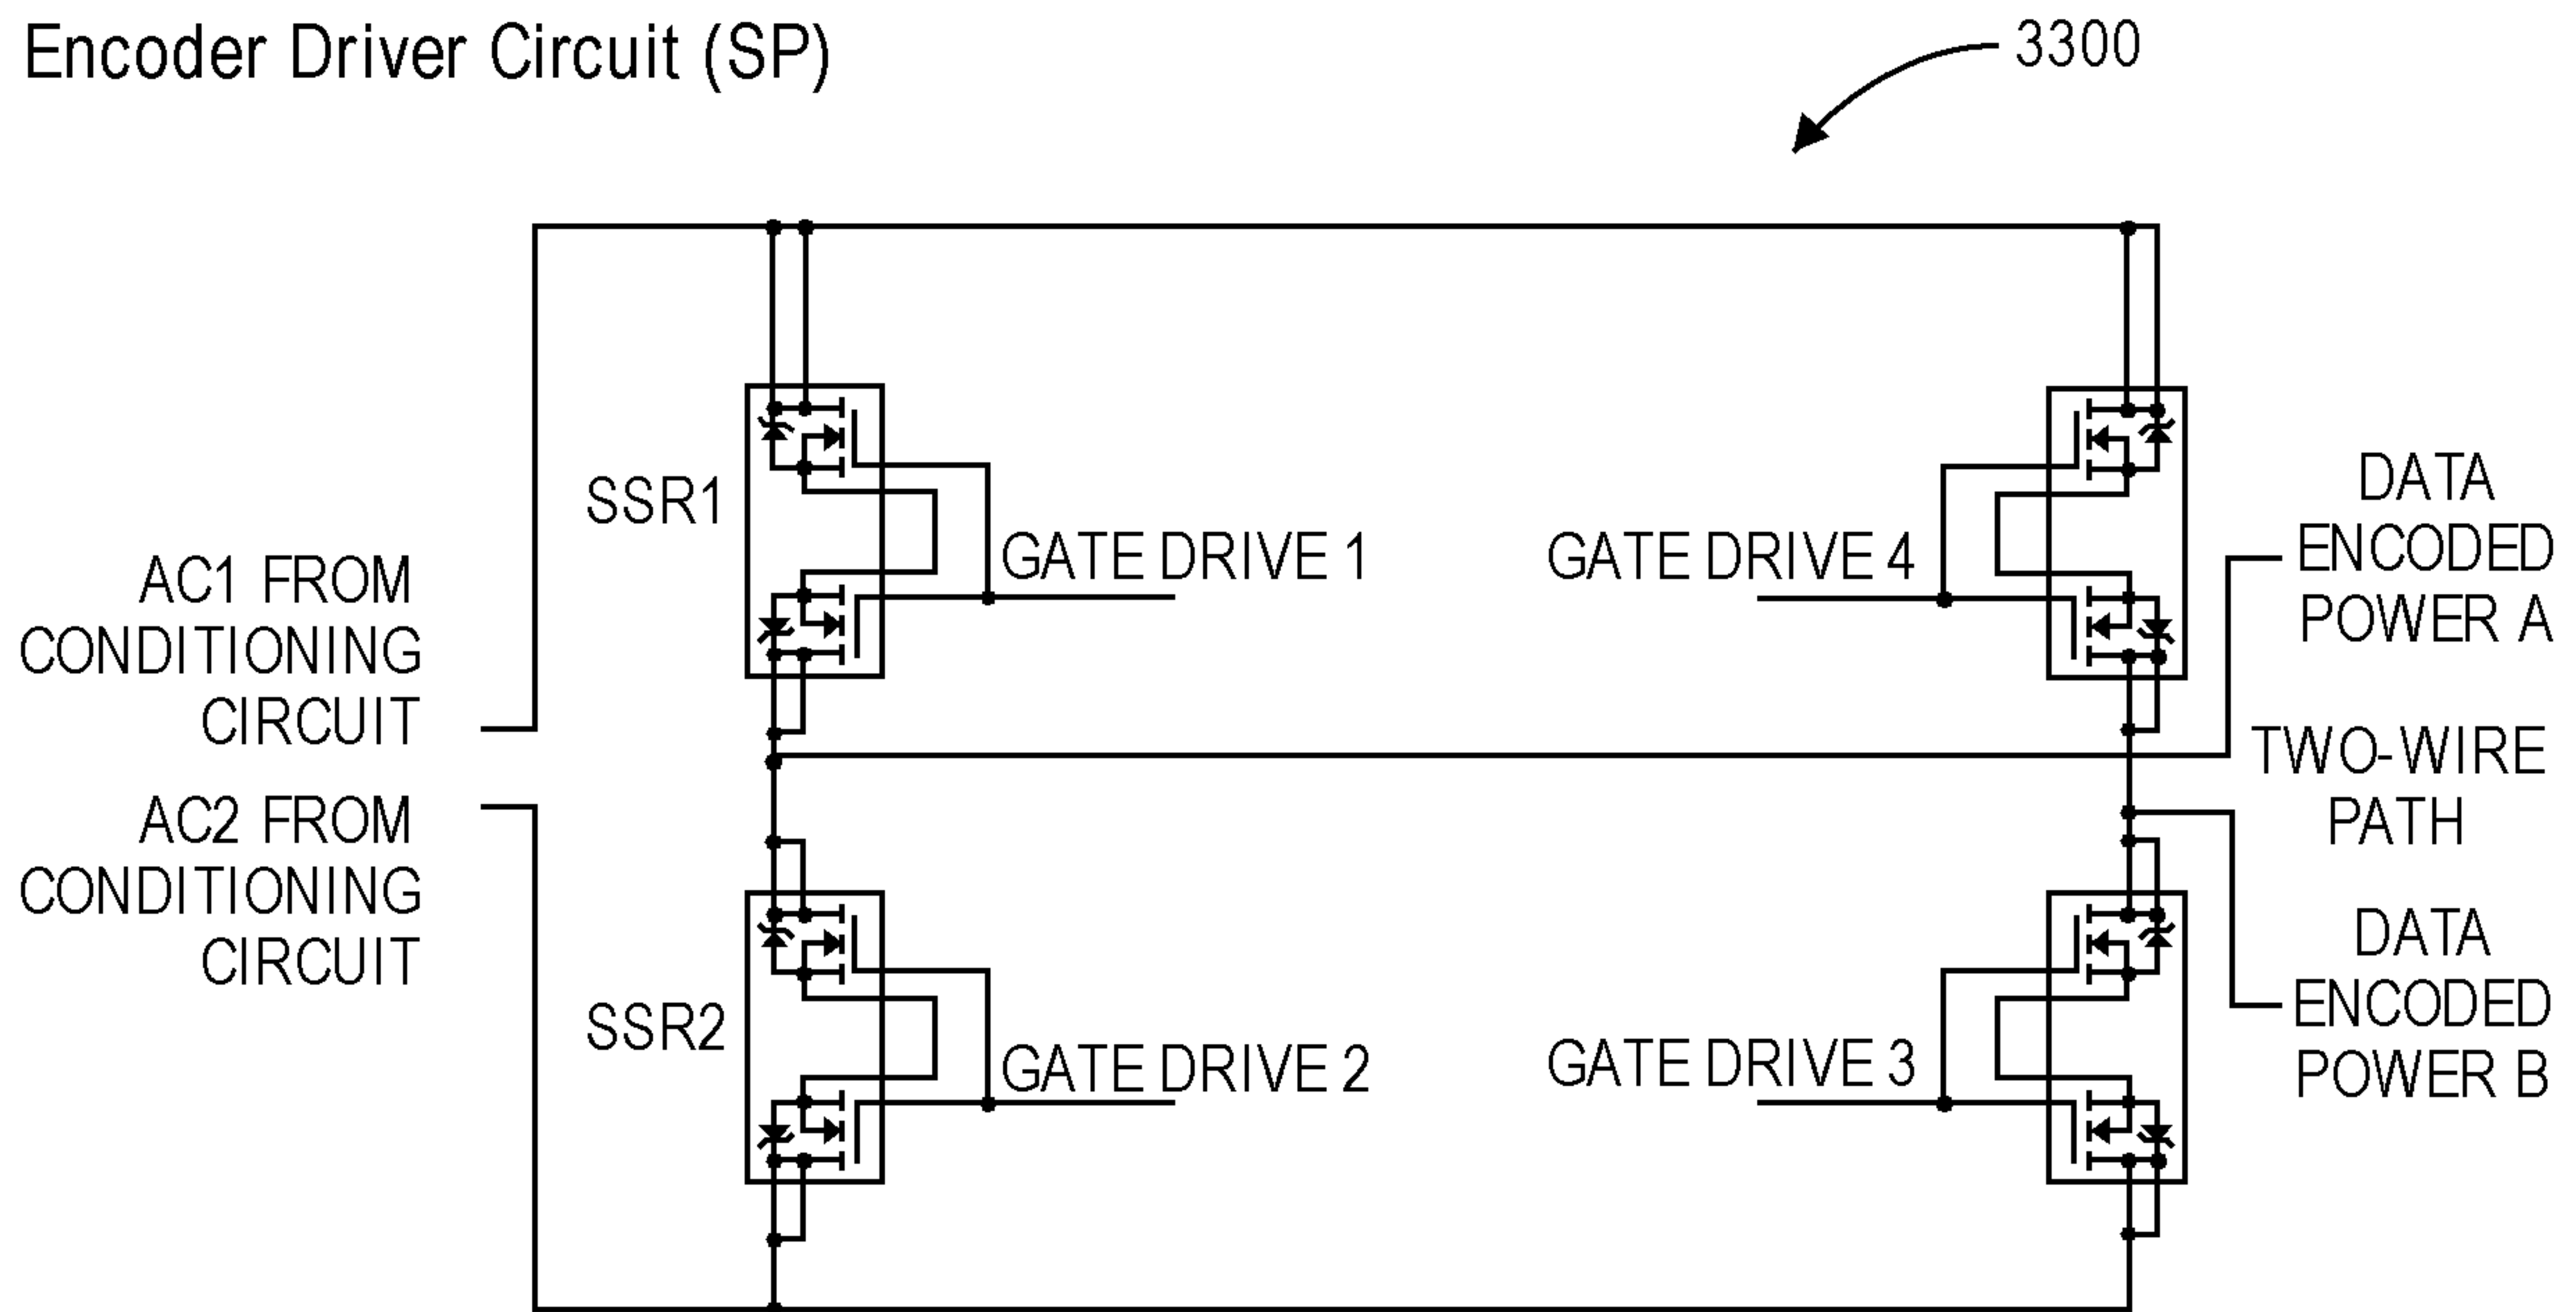 Encoder Driver Circuit (SP)
3300
SSR1
GATE DRIVE 1
GATE DRIVE 4
DATA
ENCODED
POWER A
AC1 FROM
CONDITIONING
CIRCUIT
TWO-WIRE
PATH
AC2 FROM
CONDITIONING
CIRCUIT
SSR2
GATE DRIVE 2
GATE DRIVE 3
DATA
ENCODED
POWER B